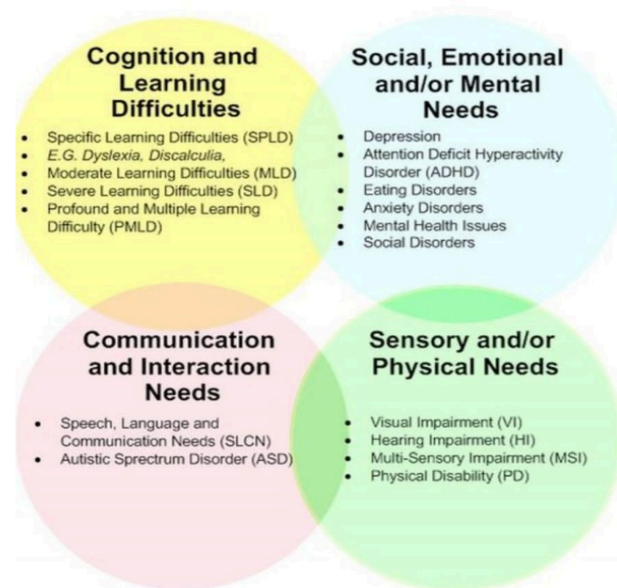 Cognition and
Learning
Difficulties
• Specific Learning Difficulties (SPLD)
• E.G. Dyslexia, Discalculia,
• Moderate Learning Difficulties (MLD)
• Severe Learning Difficulties (SLD)
• Profound and Multiple Learning
Difficulty (PMLD)
Social, Emotional
and/or Mental
Needs
• Depression
• Attention Deficit Hyperactivity
Disorder (ADHD)
• Eating Disorders
• Anxiety Disorders
• Mental Health Issues
• Social Disorders
Communication
and Interaction
Needs
• Speech, Language and
Communication Needs (SLCN)
• Autistic Sprectrum Disorder (ASD)
Sensory and/or
Physical Needs
• Visual Impairment (VI)
• Hearing Impairment (HI)
• Multi-Sensory Impairment (MSI)
• Physical Disability (PD)